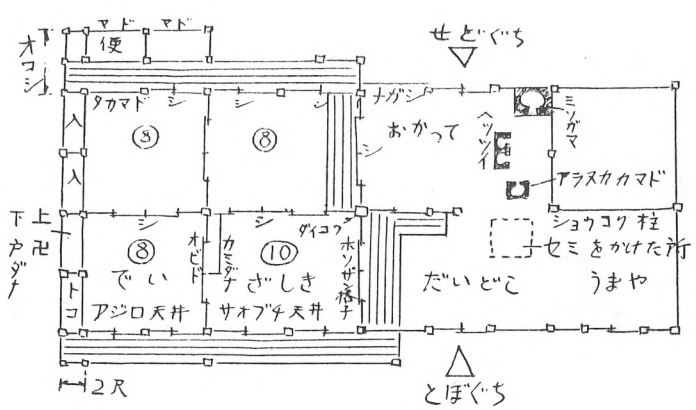 下
オコシ
マド マド
便
せどぐち
タカマド シ シ シ
ナガシ
おかって
ヘッツイ
ミソガマ
入
⑧ ⑧
シ
入
アラヌカカマド
上 卍
下 戸ダナ
シ
ダイコク
ショウコク柱
セミをかけた所
⑧
でい
オビド
カミダナ
⑩
ざしき
ホソガン格子
だいどこ
うまや
トコ
アジロ天井
サオブチ天井
2尺
とぼぐち